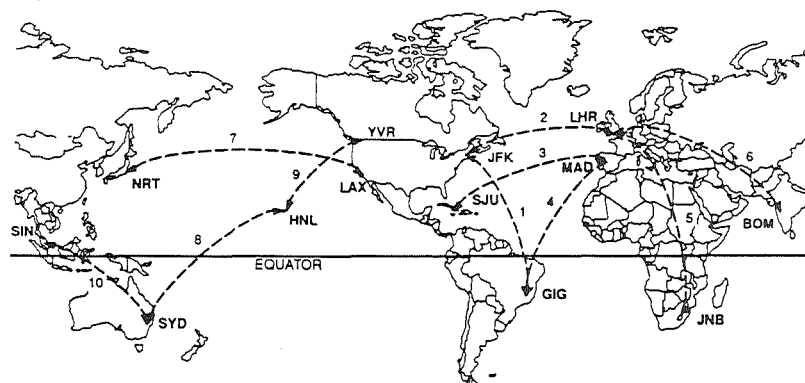 2
LHR
YVR
7
JFK
3
6
MAD
9
NRT
LAX
SJU
1
4
HNL
5
BOM
SIN
8
EQUATOR
10
GIG
SYD
JNB